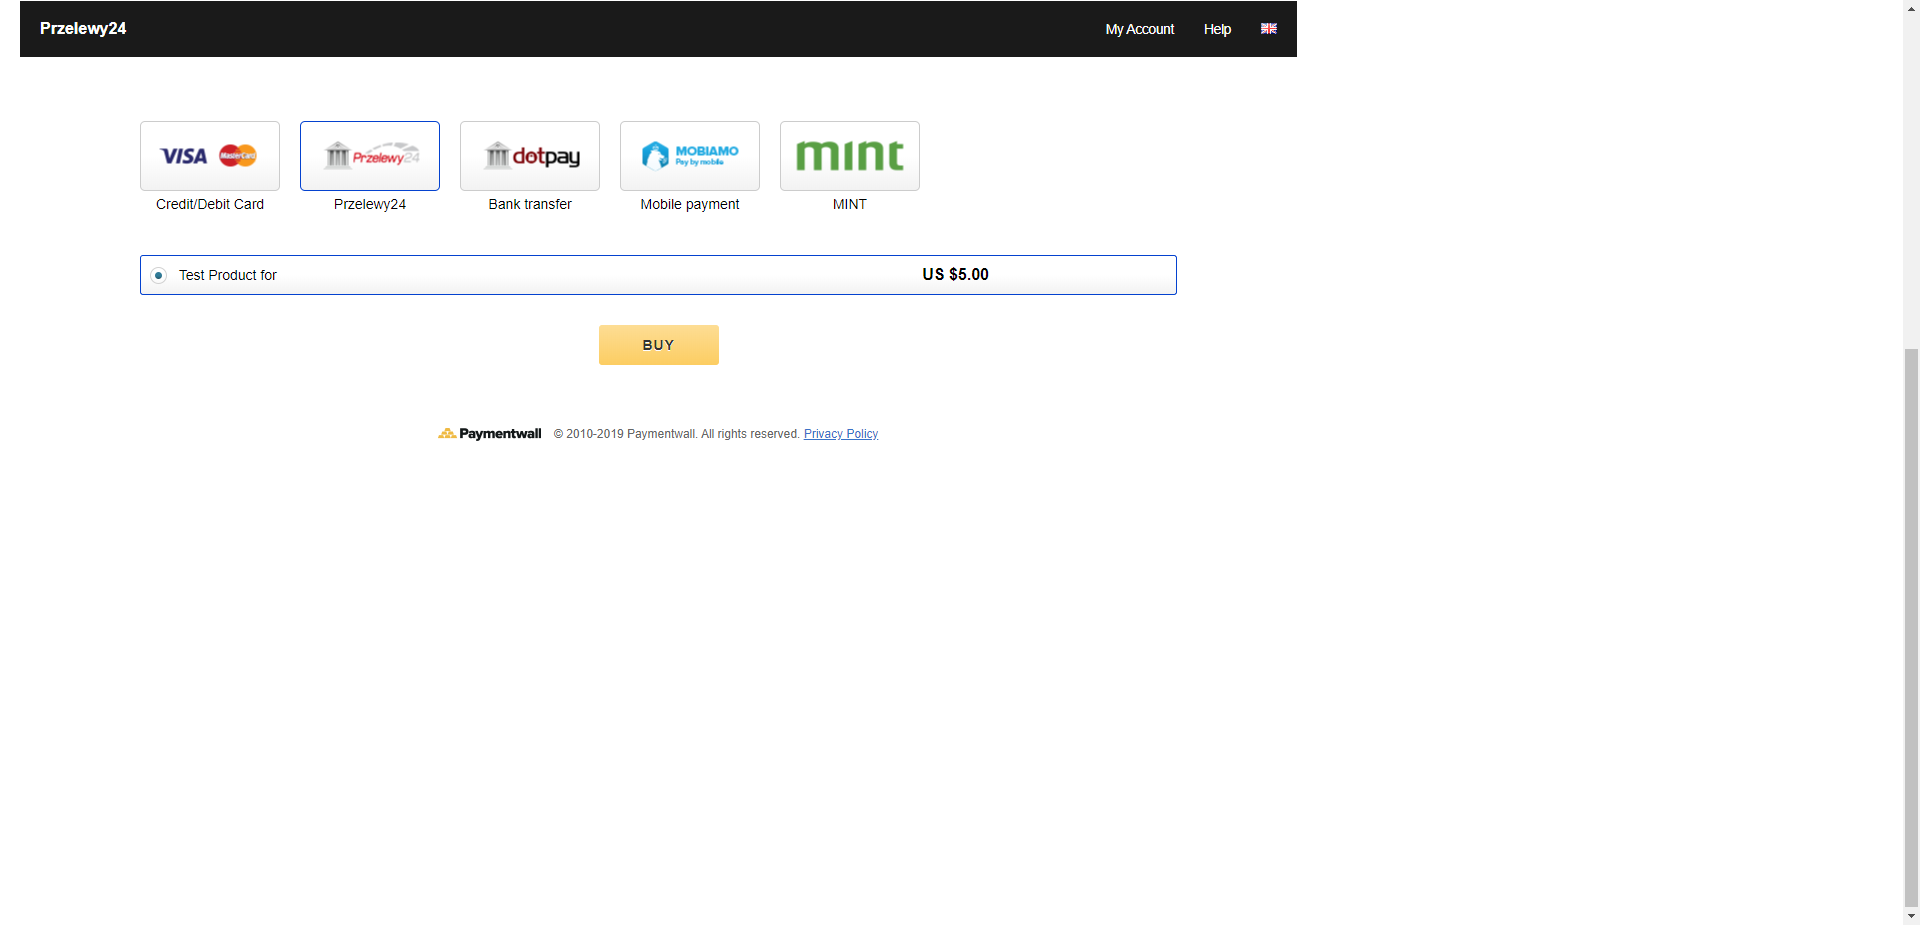 Przelewy24
My Account Help
VISA MasterCard
Przelewy24
dotpay
MOBIAMO
Pay by mobile
mint
Credit/Debit Card
Przelewy24
Bank transfer
Mobile payment
MINT
Test Product for US $5.00
BUY
Paymentwall © 2010-2019 Paymentwall. All rights reserved. Privacy Policy